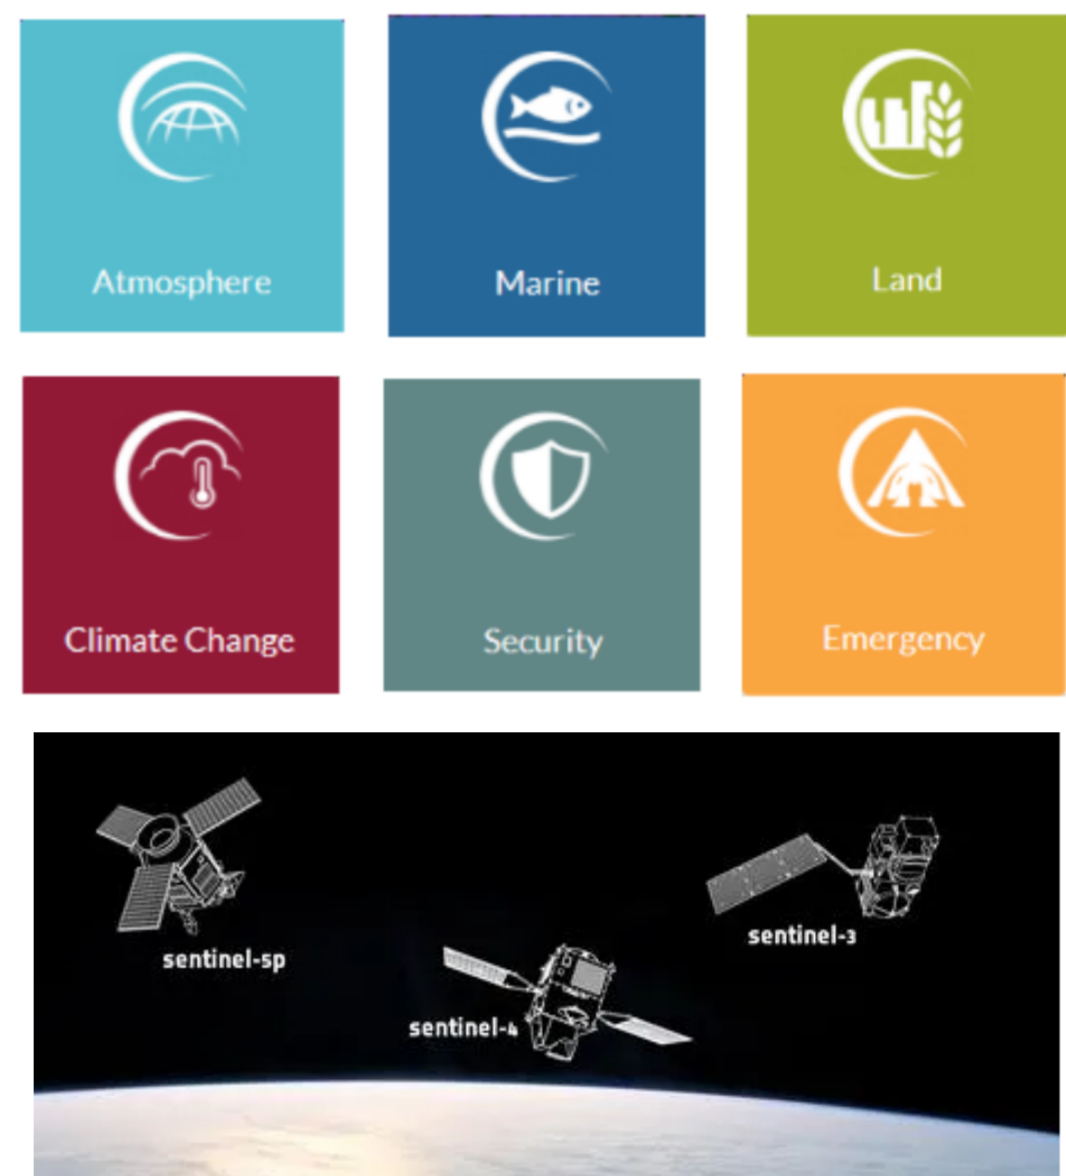 Atmosphere
Marine
Land
Climate Change
Security
Emergency
sentinel-5p
sentinel-3
sentinel-4